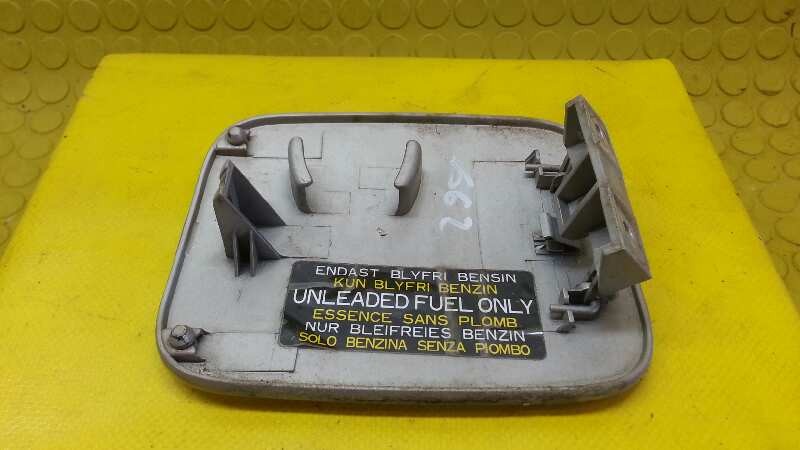 ENDAST BLYFRI BENSIN
KUN BLYFRI BENZIN
UNLEADED FUEL ONLY
ESSENCE SANS PLOMB
NUR BLEIFREIES BENZIN
SOLO BENZINA SENZA PIOMBO